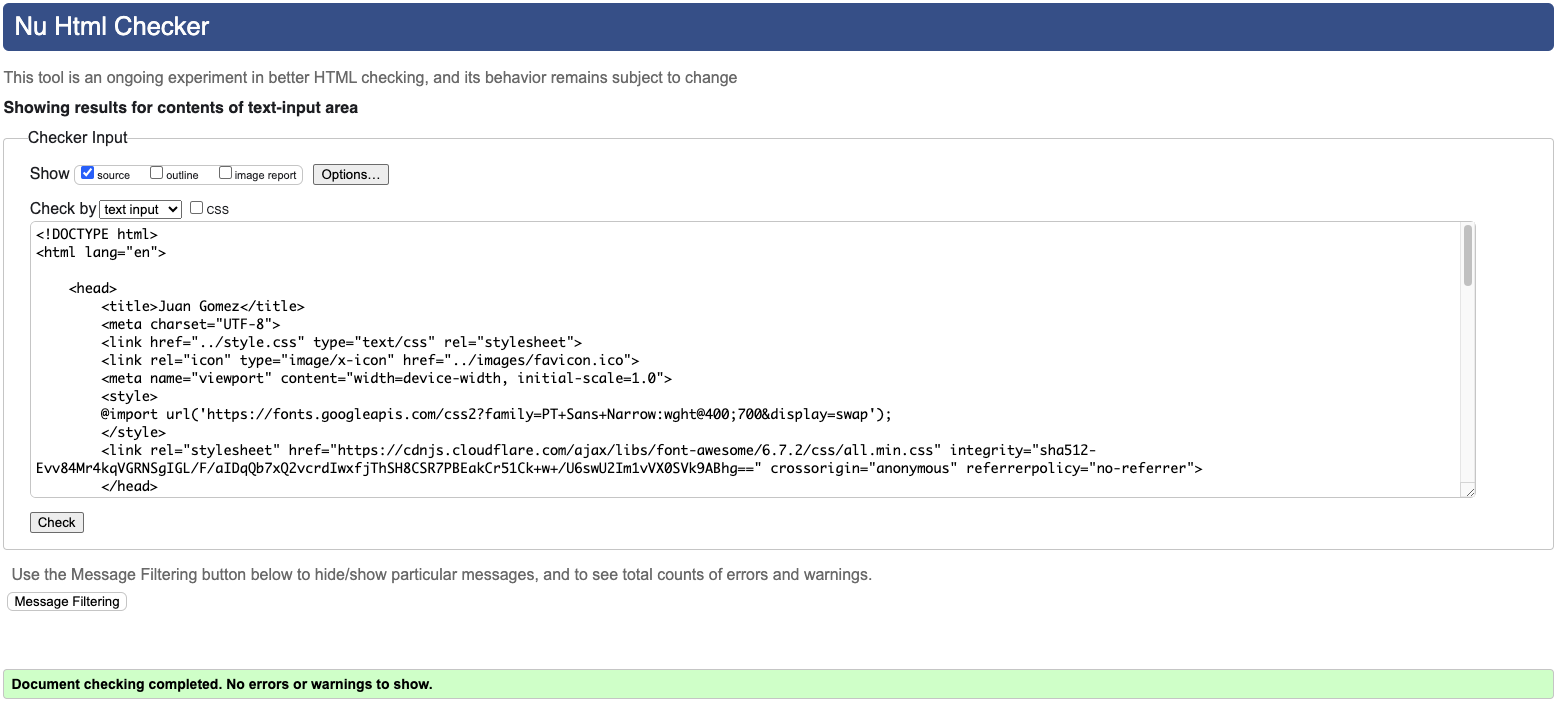 Nu Html Checker
This tool is an ongoing experiment in better HTML checking, and its behavior remains subject to change
Showing results for contents of text-input area
Checker Input
Show source outline image report Options...
Check by text input CSS
<!DOCTYPE html>
<html lang="en">
<head>
<title>Juan Gomez</title>
<meta charset="UTF-8">
<link href="../style.css" type="text/css" rel="stylesheet">
<link rel="icon" type="image/x-icon" href="../images/favicon.ico">
<meta name="viewport" content="width=device-width, initial-scale=1.0">
<style>
@import url('https://fonts.googleapis.com/css2?family=PT+Sans+Narrow:wght@400;700&display=swap');
</style>
<link rel="stylesheet" href="https://cdnjs.cloudflare.com/ajax/libs/font-awesome/6.7.2/css/all.min.css" integrity="sha512-
Evv84Mr4kqVGRNSgIGL/F/aIDqQb7xQ2vcrdIwxfjThSH8CSR7PBEakCr51Ck+w+/U6swU2Im1vVX0SVk9ABhg==" crossorigin="anonymous" referrerpolicy="no-referrer">
</head>
Check
Use the Message Filtering button below to hide/show particular messages, and to see total counts of errors and warnings.
Message Filtering
Document checking completed. No errors or warnings to show.